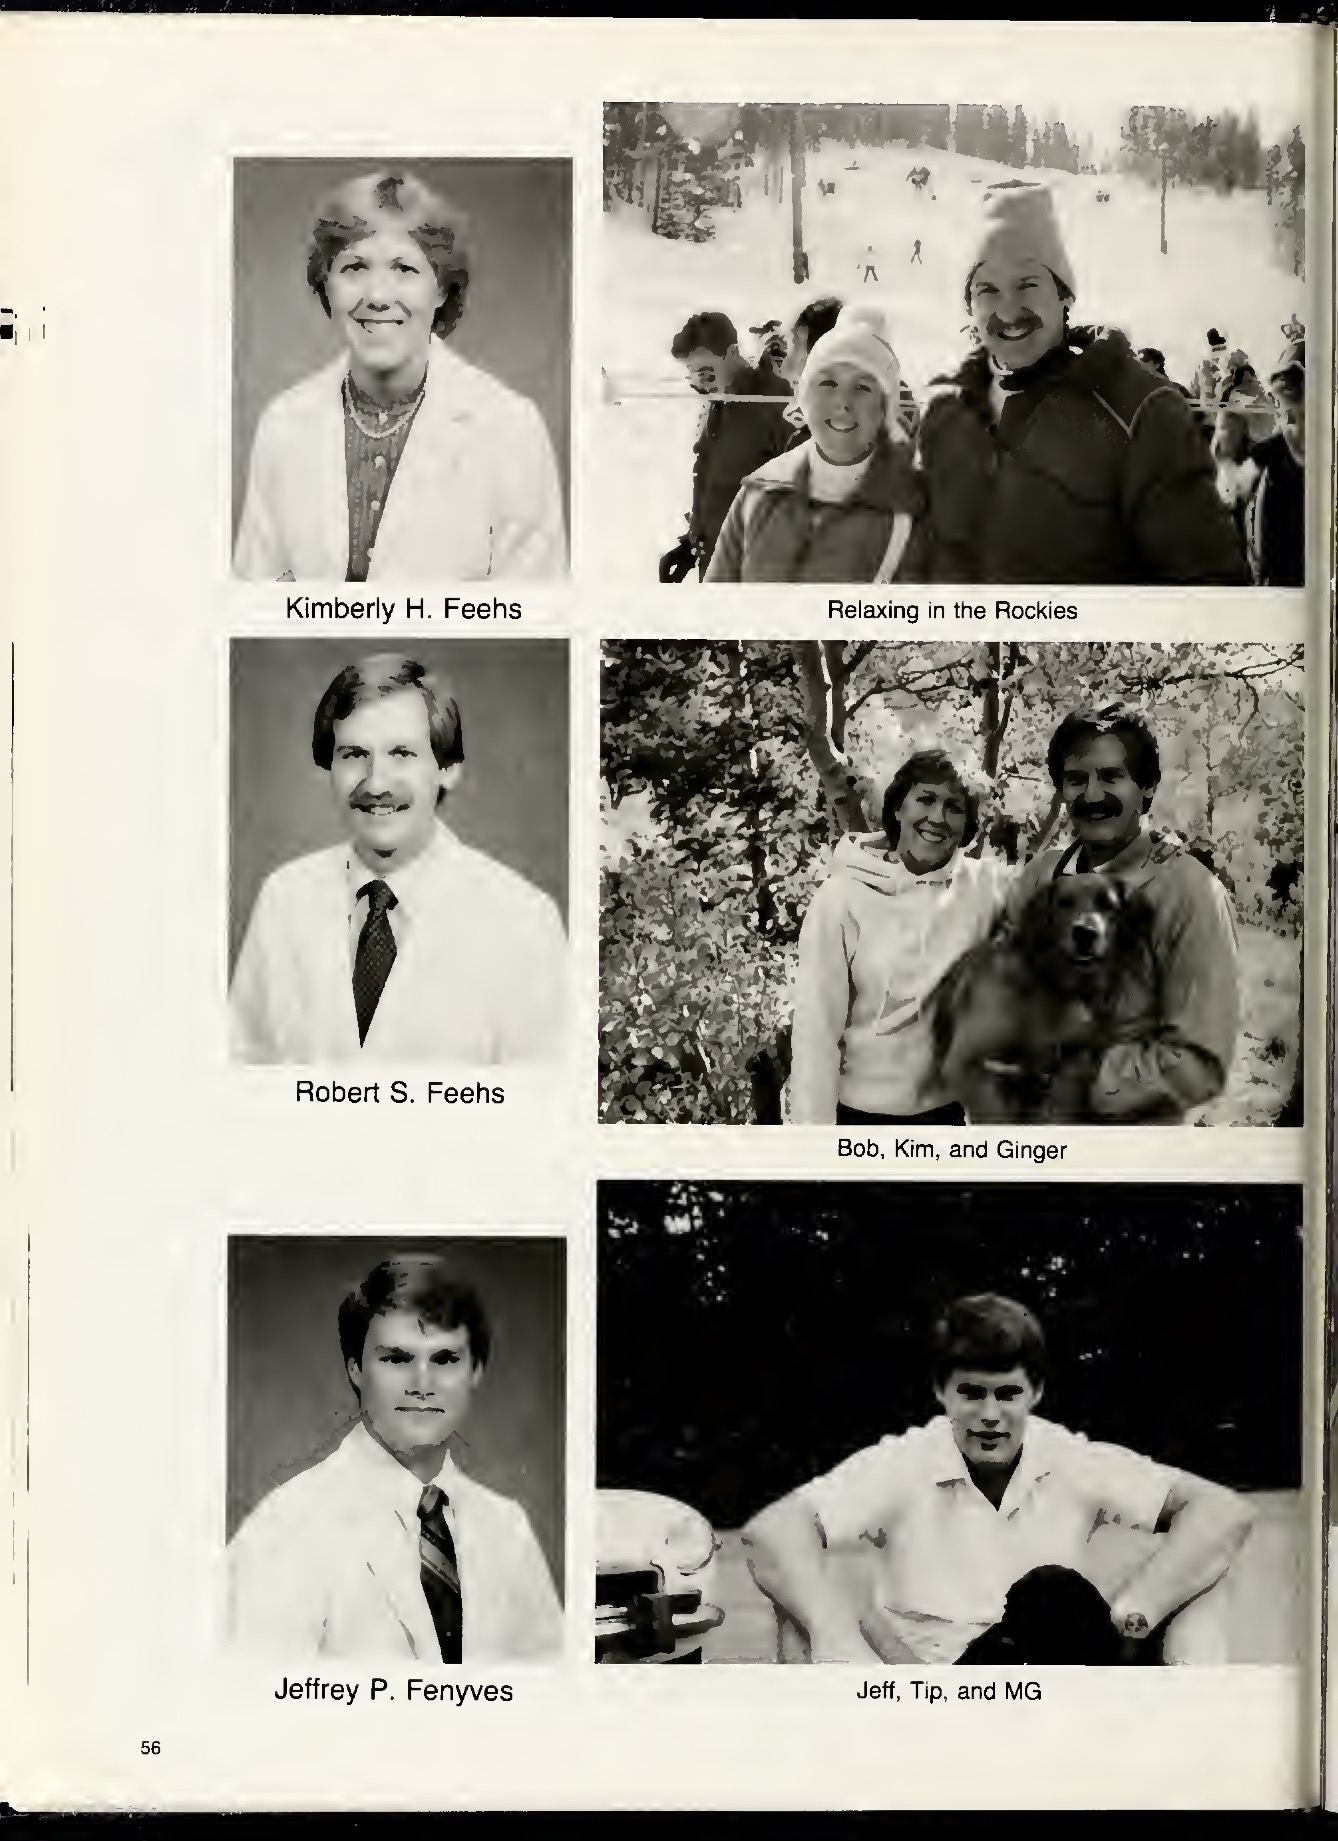 Kimberly H. Feehs
Relaxing in the Rockies
Robert S. Feehs
Bob, Kim, and Ginger
Jeffrey P. Fenyves
Jeff, Tip, and MG
56